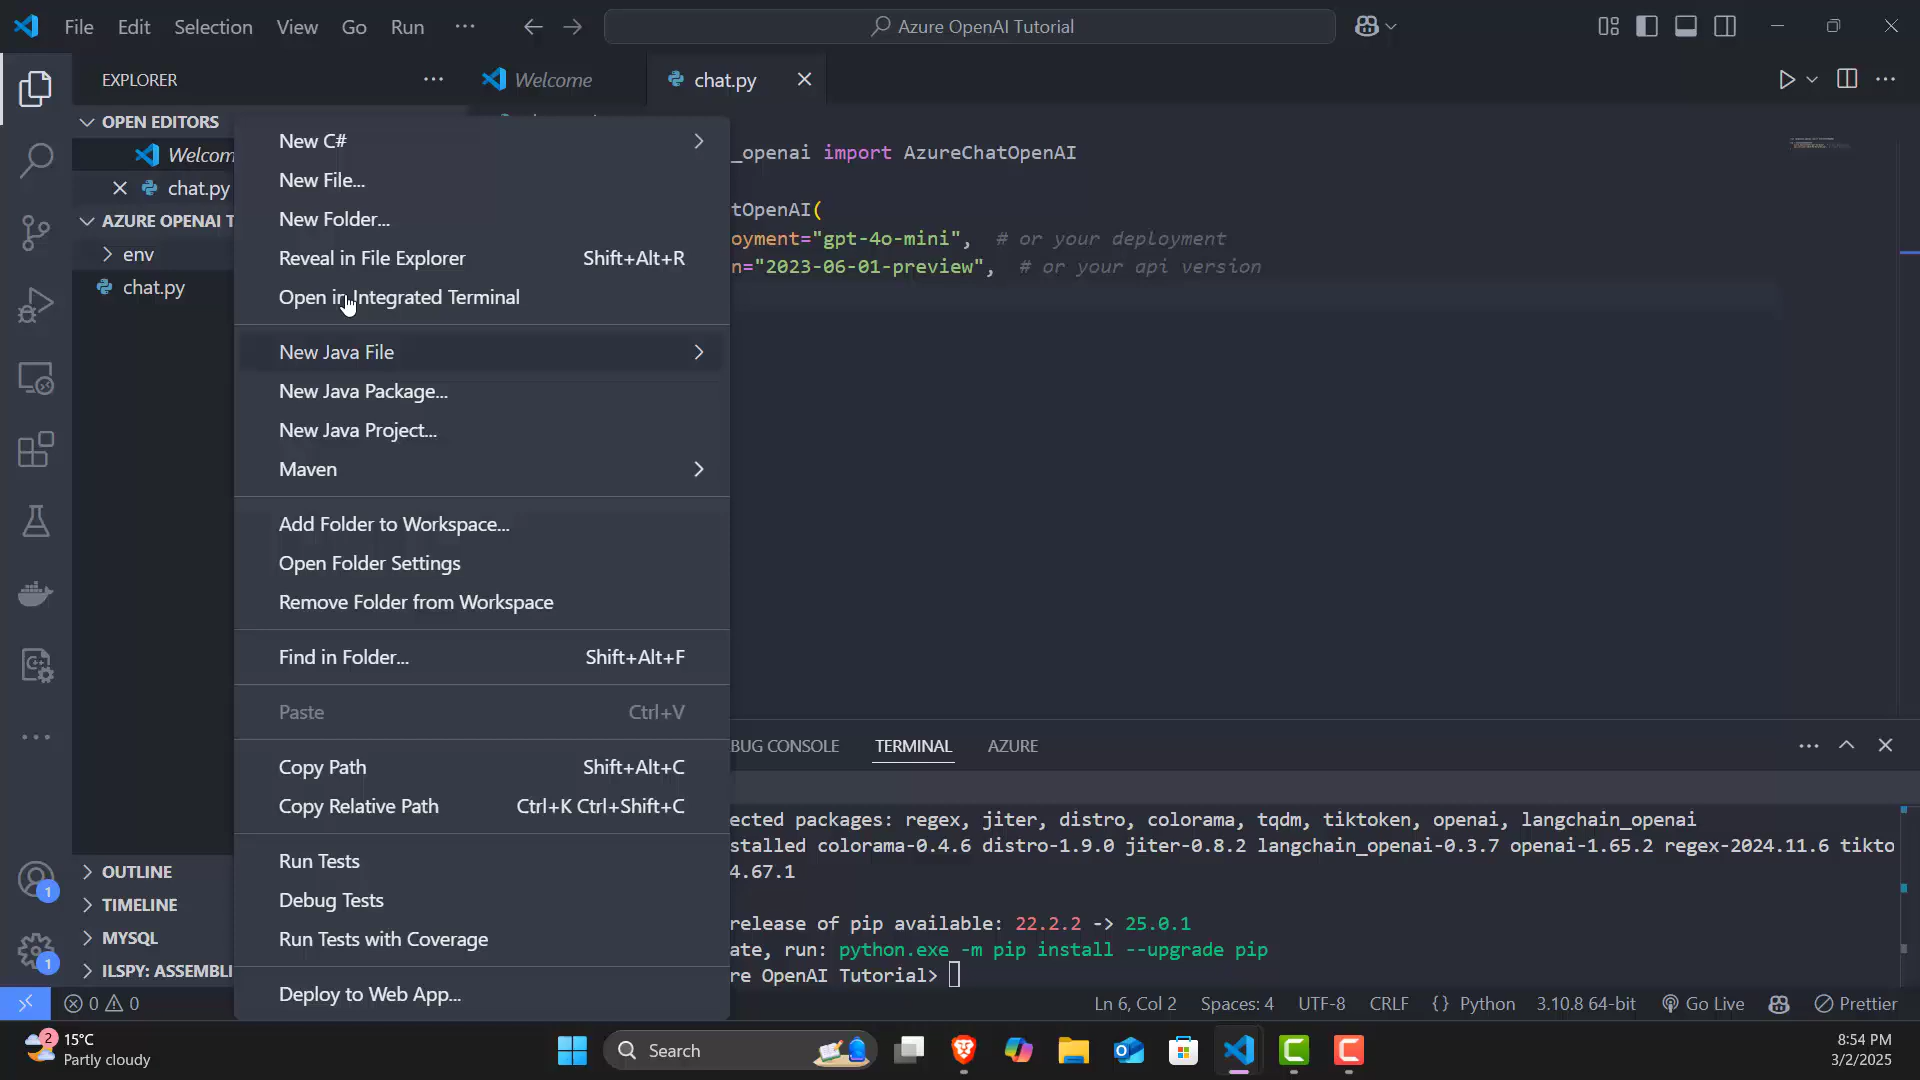 File Edit Selection View Go Run ···
Azure OpenAI Tutorial
EXPLORER
Welcome
chat.py
OPEN EDITORS
Welcom
chat.py
AZURE OPENAI T
env
chat.py
New C#
New File...
New Folder...
Reveal in File Explorer Shift+Alt+R
Open in Integrated Terminal
New Java File
New Java Package...
New Java Project...
Maven
Add Folder to Workspace...
Open Folder Settings
Remove Folder from Workspace
Find in Folder... Shift+Alt+F
Paste Ctrl+V
Copy Path Shift+Alt+C
Copy Relative Path Ctrl+K Ctrl+Shift+C
Run Tests
Debug Tests
Run Tests with Coverage
Deploy to Web App...
_openai import AzureChatOpenAI
tOpenAI(
oyment="gpt-4o-mini", # or your deployment
n="2023-06-01-preview", # or your api version
BUG CONSOLE TERMINAL AZURE
ected packages: regex, jiter, distro, colorama, tqdm, tiktoken, openai, langchain_openai
stalled colorama-0.4.6 distro-1.9.0 jiter-0.8.2 langchain_openai-0.3.7 openai-1.65.2 regex-2024.11.6 tikto
4.67.1
release of pip available: 22.2.2 -> 25.0.1
ate, run: python.exe -m pip install --upgrade pip
re OpenAI Tutorial>
OUTLINE
TIMELINE
MYSQL
ILSPY: ASSEMBLI
1
1
0 0
Ln 6, Col 2 Spaces: 4 UTF-8 CRLF {} Python 3.10.8 64-bit Go Live Prettier
2
15°C
Partly cloudy
Search
8:54 PM
3/2/2025